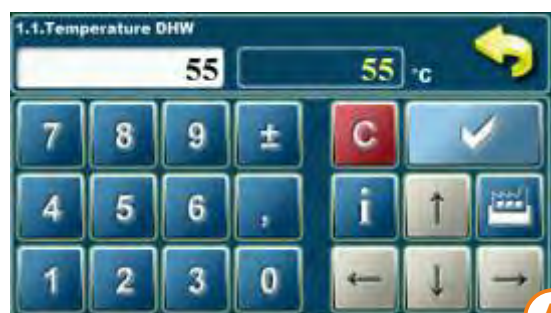 1.1.Temperature DHW
55 55 °C
7 8 9 ± C
4 5 6 , i ↑
1 2 3 0 ← ↓ →